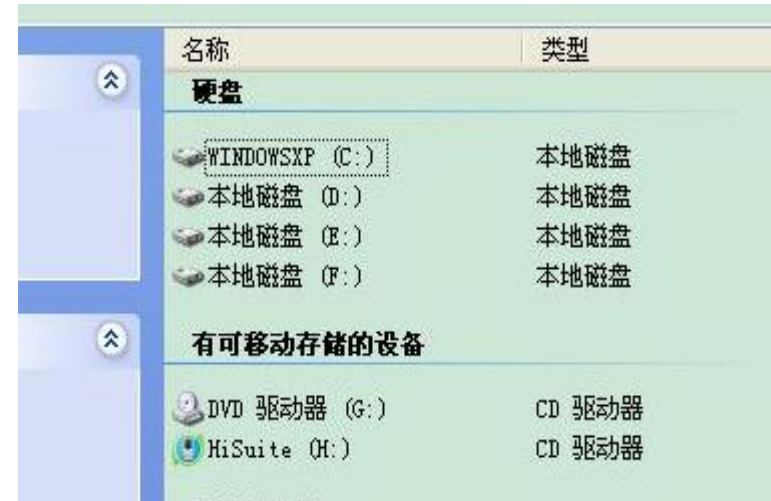 名称 类型
硬盘
WINDOWSXP (C:) 本地磁盘
本地磁盘 (D:) 本地磁盘
本地磁盘 (E:) 本地磁盘
本地磁盘 (F:) 本地磁盘
有可移动存储的设备
DVD 驱动器 (G:) CD 驱动器
HiSuite (H:) CD 驱动器